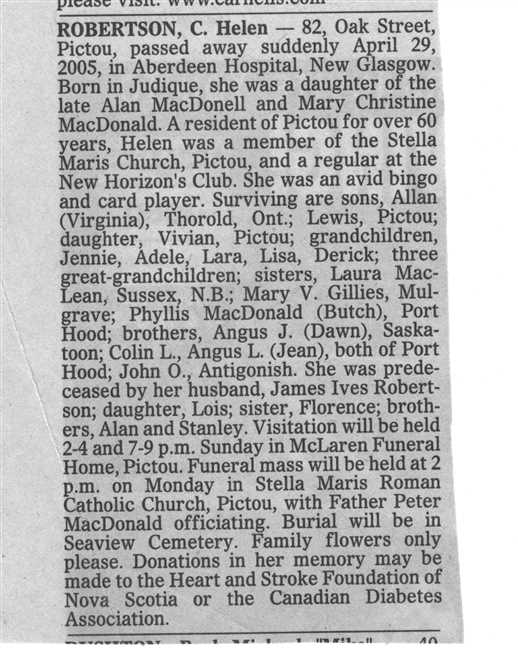 please visit: www.carnells.com
ROBERTSON, C. Helen — 82, Oak Street,
Pictou, passed away suddenly April 29,
2005, in Aberdeen Hospital, New Glasgow.
Born in Judique, she was a daughter of the
late Alan MacDonell and Mary Christine
MacDonald. A resident of Pictou for over 60
years, Helen was a member of the Stella
Maris Church, Pictou, and a regular at the
New Horizon's Club. She was an avid bingo
and card player. Surviving are sons, Allan
(Virginia), Thorold, Ont.; Lewis, Pictou;
daughter, Vivian, Pictou; grandchildren,
Jennie, Adele, Lara, Lisa, Derick; three
great-grandchildren; sisters, Laura Mac-
Lean, Sussex, N.B.; Mary V. Gillies, Mul-
grave; Phyllis MacDonald (Butch), Port
Hood; brothers, Angus J. (Dawn), Saska-
toon; Colin L., Angus L. (Jean), both of Port
Hood; John O., Antigonish. She was prede-
ceased by her husband, James Ives Robert-
son; daughter, Lois; sister, Florence; broth-
ers, Alan and Stanley. Visitation will be held
2-4 and 7-9 p.m. Sunday in McLaren Funeral
Home, Pictou. Funeral mass will be held at 2
p.m. on Monday in Stella Maris Roman
Catholic Church, Pictou, with Father Peter
MacDonald officiating. Burial will be in
Seaview Cemetery. Family flowers only
please. Donations in her memory may be
made to the Heart and Stroke Foundation of
Nova Scotia or the Canadian Diabetes
Association.